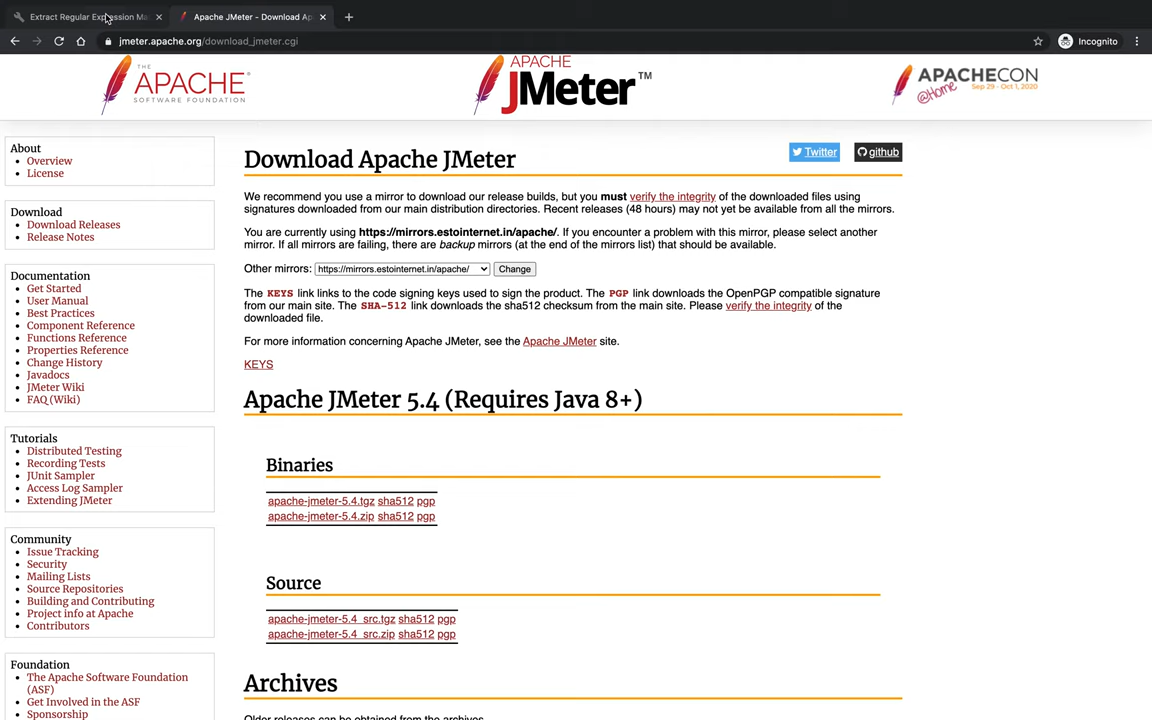 Extract Regular Expression Ma
Apache JMeter - Download Ap
jmeter.apache.org/download_jmeter.cgi
Incognito
THE
APACHE®
SOFTWARE FOUNDATION
APACHE
JMeter™
APACHECON
@Home
Sep 29 - Oct 1, 2020
About
Overview
License
Download
Download Releases
Release Notes
Documentation
Get Started
User Manual
Best Practices
Component Reference
Functions Reference
Properties Reference
Change History
Javadocs
JMeter Wiki
FAQ (Wiki)
Tutorials
Distributed Testing
Recording Tests
JUnit Sampler
Access Log Sampler
Extending JMeter
Community
Issue Tracking
Security
Mailing Lists
Source Repositories
Building and Contributing
Project info at Apache
Contributors
Foundation
The Apache Software Foundation
(ASF)
Get Involved in the ASF
Sponsorship
Download Apache JMeter
Twitter
github
We recommend you use a mirror to download our release builds, but you must verify the integrity of the downloaded files using
signatures downloaded from our main distribution directories. Recent releases (48 hours) may not yet be available from all the mirrors.
You are currently using https://mirrors.estointernet.in/apache/. If you encounter a problem with this mirror, please select another
mirror. If all mirrors are failing, there are backup mirrors (at the end of the mirrors list) that should be available.
Other mirrors: https://mirrors.estointernet.in/apache/ Change
The KEYS link links to the code signing keys used to sign the product. The PGP link downloads the OpenPGP compatible signature
from our main site. The SHA-512 link downloads the sha512 checksum from the main site. Please verify the integrity of the
downloaded file.
For more information concerning Apache JMeter, see the Apache JMeter site.
KEYS
Apache JMeter 5.4 (Requires Java 8+)
Binaries
apache-jmeter-5.4.tgz sha512 pgp
apache-jmeter-5.4.zip sha512 pgp
Source
apache-jmeter-5.4_src.tgz sha512 pgp
apache-jmeter-5.4_src.zip sha512 pgp
Archives
Older releases can be obtained from the archives.